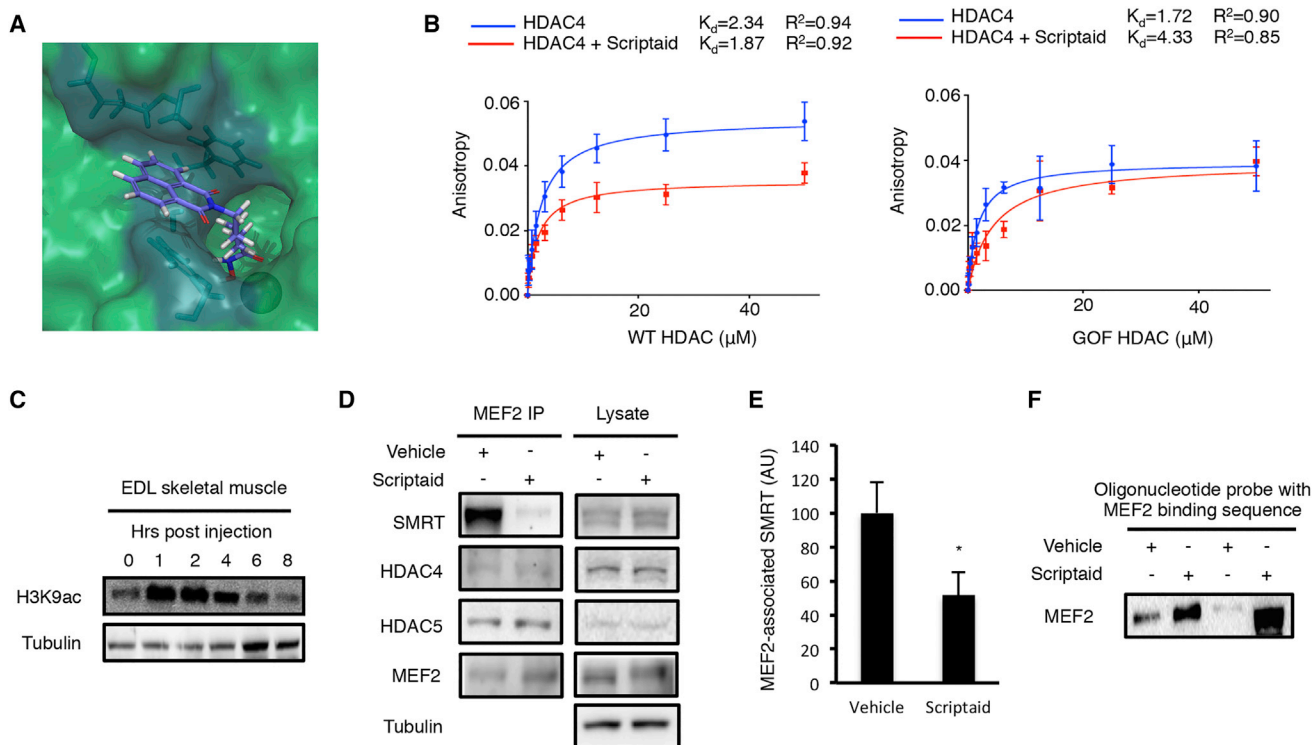 A
B
HDAC4 Kd=2.34 R²=0.94
HDAC4 + Scriptaid Kd=1.87 R²=0.92
HDAC4 Kd=1.72 R²=0.90
HDAC4 + Scriptaid Kd=4.33 R²=0.85
0.06
0.04
0.02
0.00
Anisotropy
20
40
WT HDAC (µM)
0.06
0.04
0.02
0.00
Anisotropy
20
40
GOF HDAC (µM)
C
EDL skeletal muscle
Hrs post injection
0 1 2 4 6 8
H3K9ac
Tubulin
D
MEF2 IP Lysate
Vehicle + - + -
Scriptaid - + - +
SMRT
HDAC4
HDAC5
MEF2
Tubulin
E
MEF2-associated SMRT (AU)
140
120
100
80
60
40
20
0
*
Vehicle Scriptaid
F
Oligonucleotide probe with
MEF2 binding sequence
Vehicle + - + -
Scriptaid - + - +
MEF2